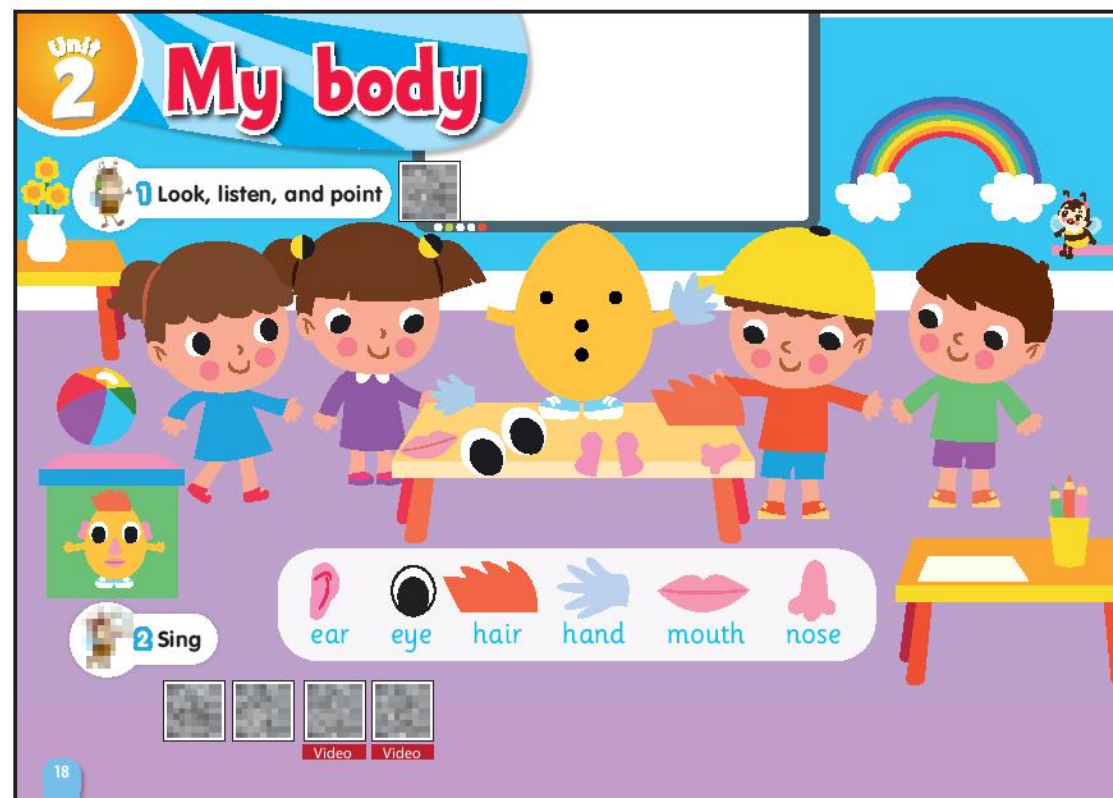 Unit
2
My body
1 Look, listen, and point
ear eye hair hand mouth nose
2 Sing
Video Video
18